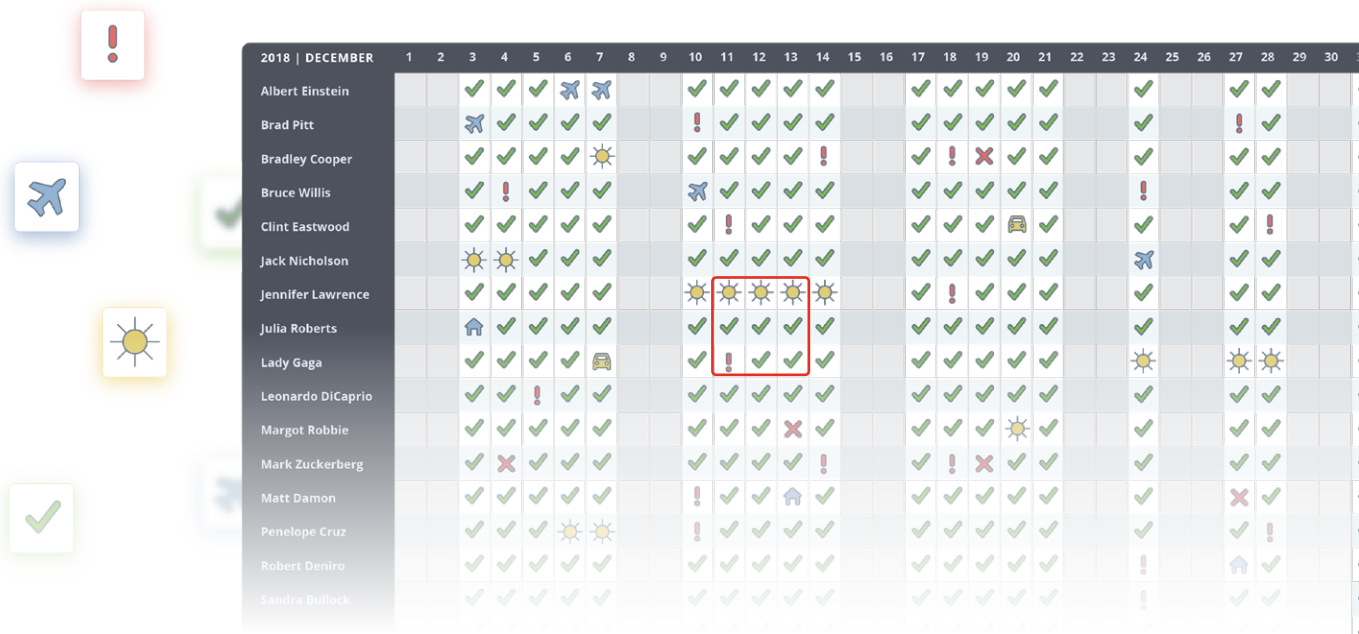 2018 | DECEMBER 1 2 3 4 5 6 7 8 9 10 11 12 13 14 15 16 17 18 19 20 21 22 23 24 25 26 27 28 29 30
Albert Einstein
Brad Pitt
Bradley Cooper
Bruce Willis
Clint Eastwood
Jack Nicholson
Jennifer Lawrence
Julia Roberts
Lady Gaga
Leonardo DiCaprio
Margot Robbie
Mark Zuckerberg
Matt Damon
Penelope Cruz
Robert Deniro
Sandra Bullock